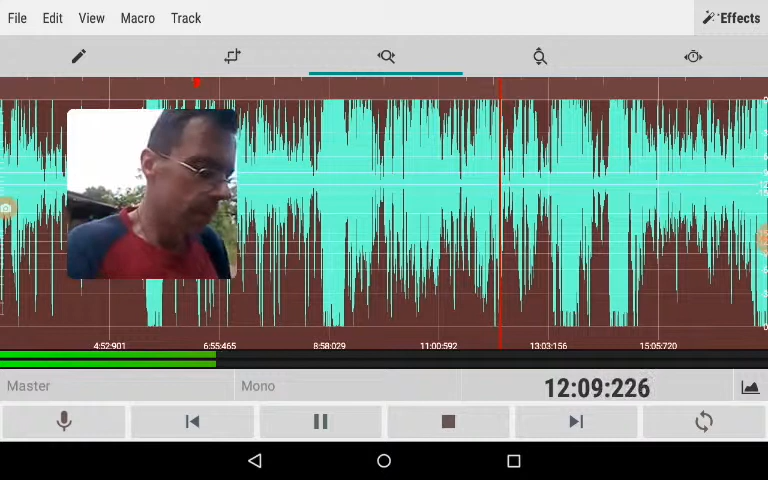 File Edit View Macro Track Effects
4:52:901 6:55:465 8:58:029 11:00:592 13:03:156 15:05:720
Master Mono 12:09:226